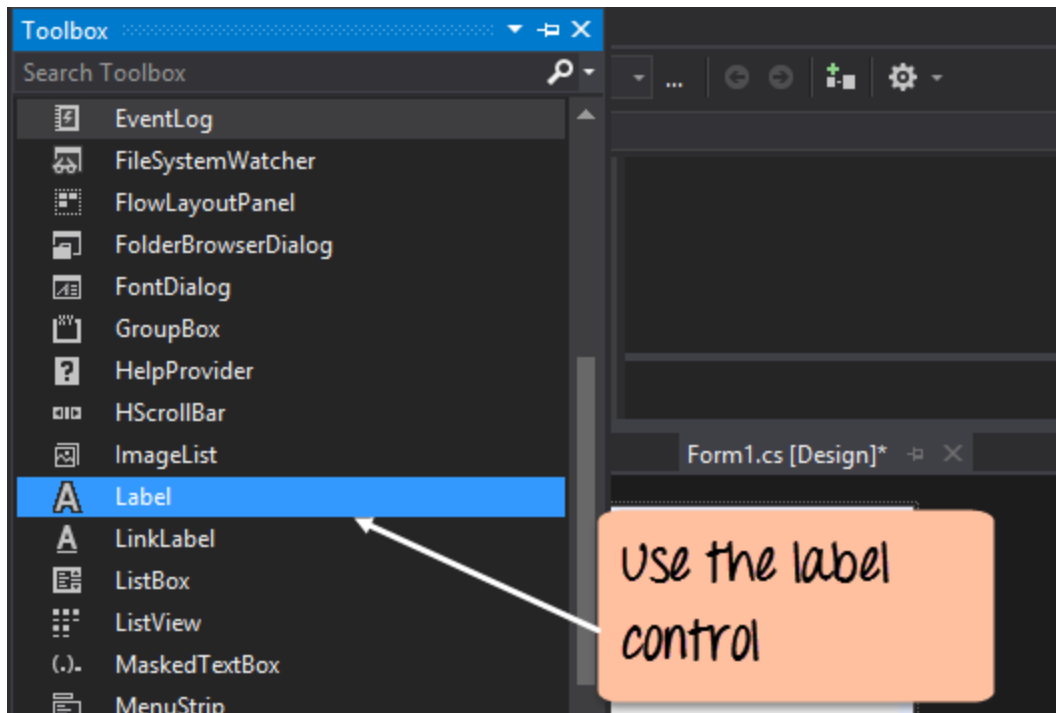 Toolbox
Search Toolbox
EventLog
FileSystemWatcher
FlowLayoutPanel
FolderBrowserDialog
FontDialog
GroupBox
HelpProvider
HScrollBar
ImageList
Label
LinkLabel
ListBox
ListView
MaskedTextBox
MenuStrip
...
Form1.cs [Design]*
Use the label
control